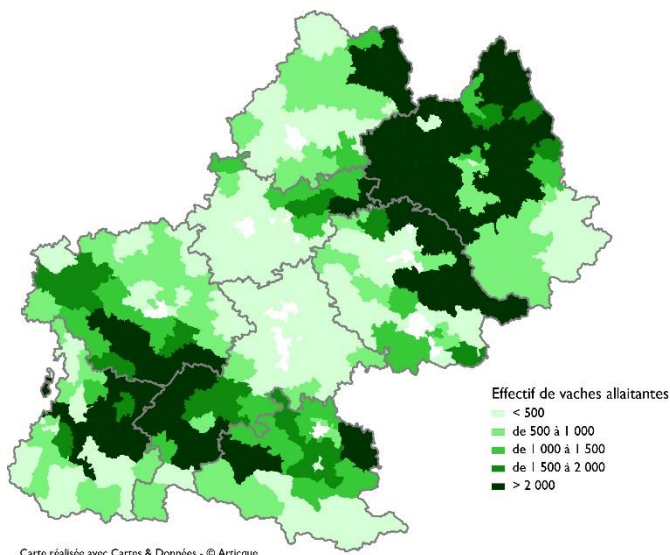 Effectif de vaches allaitantes
< 500
de 500 à 1 000
de 1 000 à 1 500
de 1 500 à 2 000
> 2 000
Carte réalisée avec Cartes & Données - © Articque